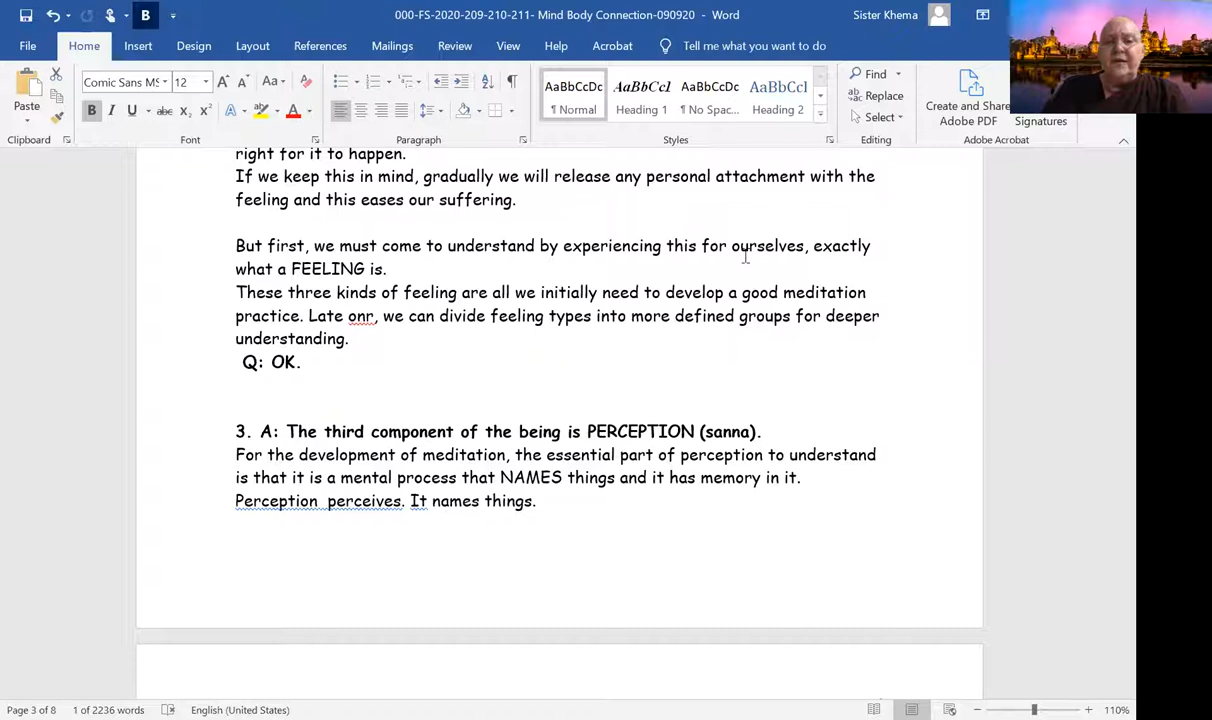 000-FS-2020-209-210-211- Mind Body Connection-090920 - Word
Sister Khema
File Home Insert Design Layout References Mailings Review View Help Acrobat Tell me what you want to do
Comic Sans MS 12 Aa
AaBbCcDc AaBbCcI AaBbCcDc AaBbCcI
Find
Replace
Select
Paste
B I U abc x₂ x² A A
¶ Normal Heading 1 ¶ No Spac... Heading 2
Create and Share
Adobe PDF
Signatures
Clipboard Font Paragraph Styles Editing Adobe Acrobat
right for it to happen.
If we keep this in mind, gradually we will release any personal attachment with the
feeling and this eases our suffering.
But first, we must come to understand by experiencing this for ourselves, exactly
what a FEELING is.
These three kinds of feeling are all we initially need to develop a good meditation
practice. Late onr, we can divide feeling types into more defined groups for deeper
understanding.
Q: OK.
3. A: The third component of the being is PERCEPTION (sanna).
For the development of meditation, the essential part of perception to understand
is that it is a mental process that NAMES things and it has memory in it.
Perception perceives. It names things.
Page 3 of 8 1 of 2236 words English (United States) 110%